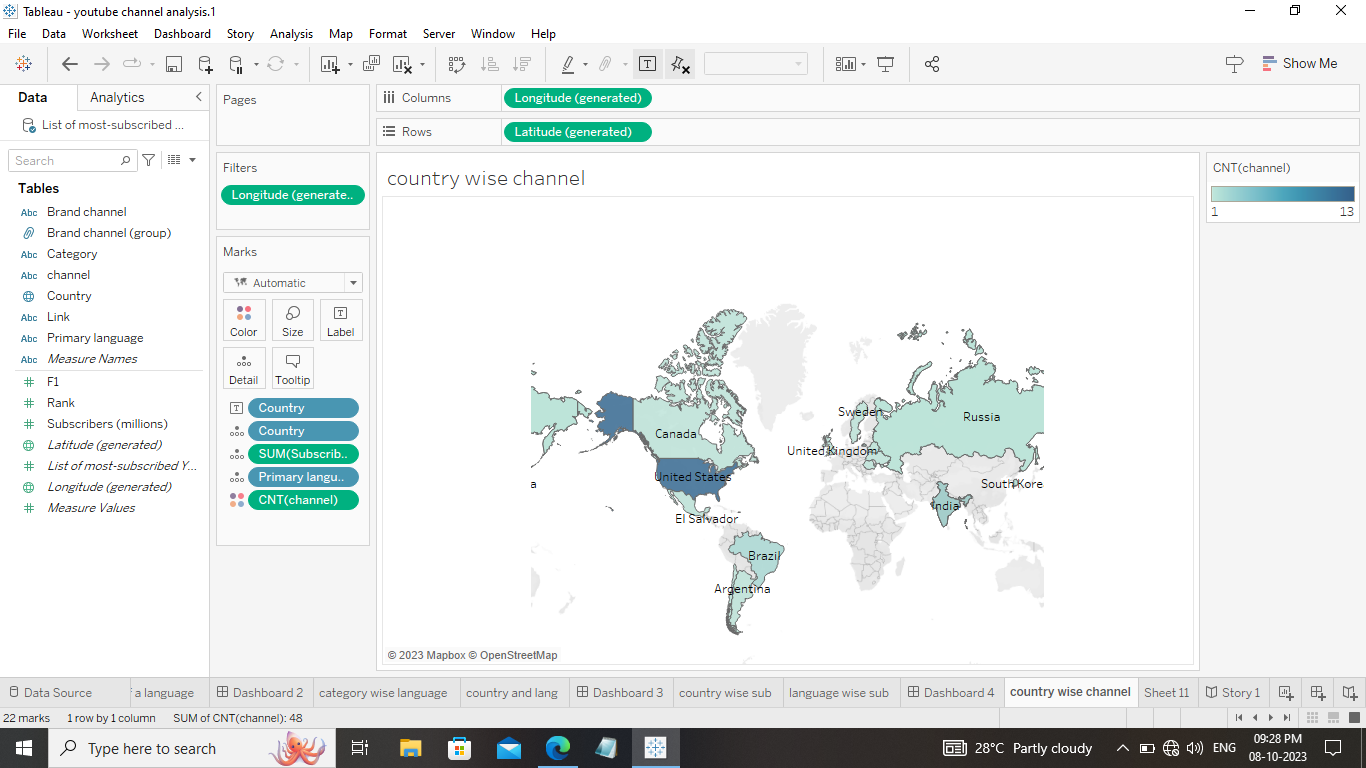 Tableau - youtube channel analysis.1
File Data Worksheet Dashboard Story Analysis Map Format Server Window Help
Show Me
Data Analytics
List of most-subscribed ...
Search
Tables
Abc Brand channel
Brand channel (group)
Abc Category
Abc channel
Country
Abc Link
Abc Primary language
Abc Measure Names
F1
Rank
Subscribers (millions)
Latitude (generated)
List of most-subscribed Y...
Longitude (generated)
Measure Values
Pages
Filters
Longitude (generate..
Marks
Automatic
Color Size Label
Detail Tooltip
Country
Country
SUM(Subscrib..
Primary langu..
CNT(channel)
Columns Longitude (generated)
Rows Latitude (generated)
country wise channel
Sweden
Russia
Canada
United Kingdom
United States
a
South Kore
India
El Salvador
Brazil
Argentina
© 2023 Mapbox © OpenStreetMap
CNT(channel)
1 13
Data Source a language Dashboard 2 category wise language country and lang Dashboard 3 country wise sub language wise sub Dashboard 4 country wise channel Sheet 11 Story 1
22 marks 1 row by 1 column SUM of CNT(channel): 48
Type here to search
28°C Partly cloudy
ENG
09:28 PM
08-10-2023